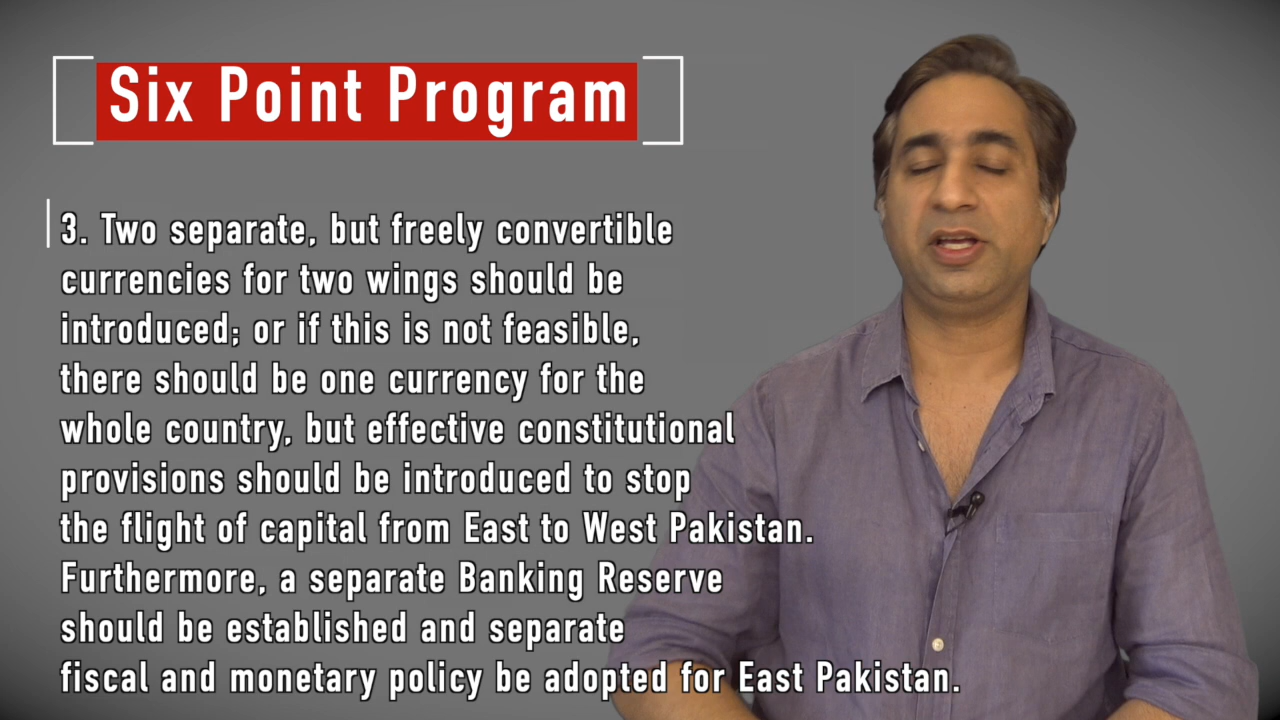 Six Point Program
3. Two separate, but freely convertible
currencies for two wings should be
introduced; or if this is not feasible,
there should be one currency for the
whole country, but effective constitutional
provisions should be introduced to stop
the flight of capital from East to West Pakistan.
Furthermore, a separate Banking Reserve
should be established and separate
fiscal and monetary policy be adopted for East Pakistan.